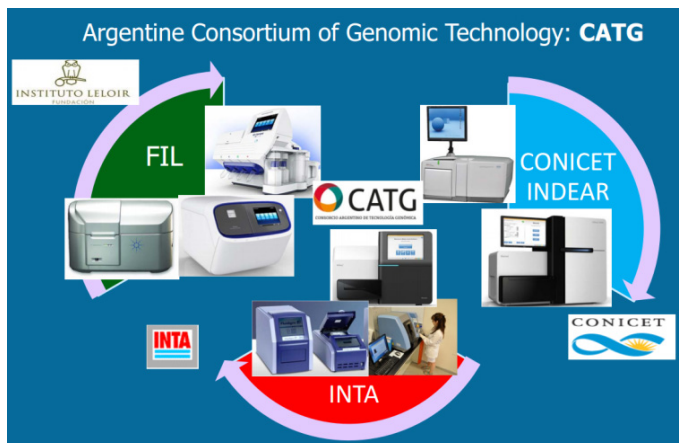 Argentine Consortium of Genomic Technology: CATG
INSTITUTO LELOIR
FUNDACIÓN
FIL
CONICET
INDEAR
CATG
CONSORCIO ARGENTINO DE TECNOLOGÍA GENÓMICA
CONICET
INTA
INTA